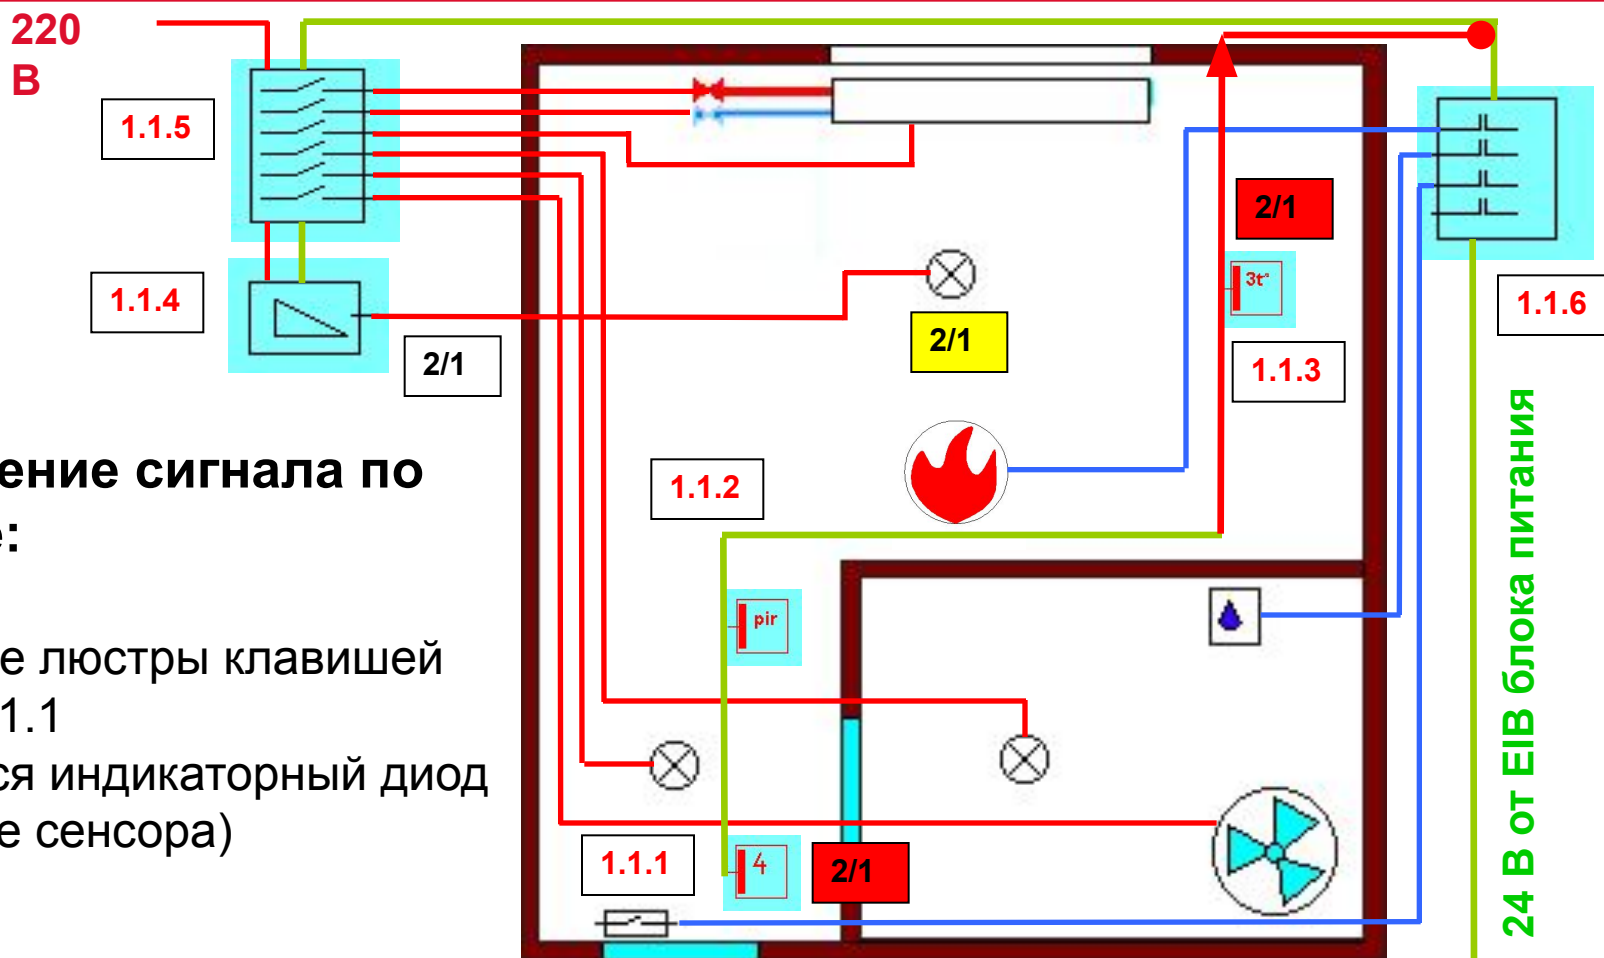 220
В
1.1.5
1.1.4
2/1
ение сигнала по
е:
е люстры клавишей
1.1
ся индикаторный диод
е сенсора)
2/1
3t°
1.1.3
1.1.6
2/1
1.1.2
pir
1.1.1
4
2/1
24 В от EIB блока питания